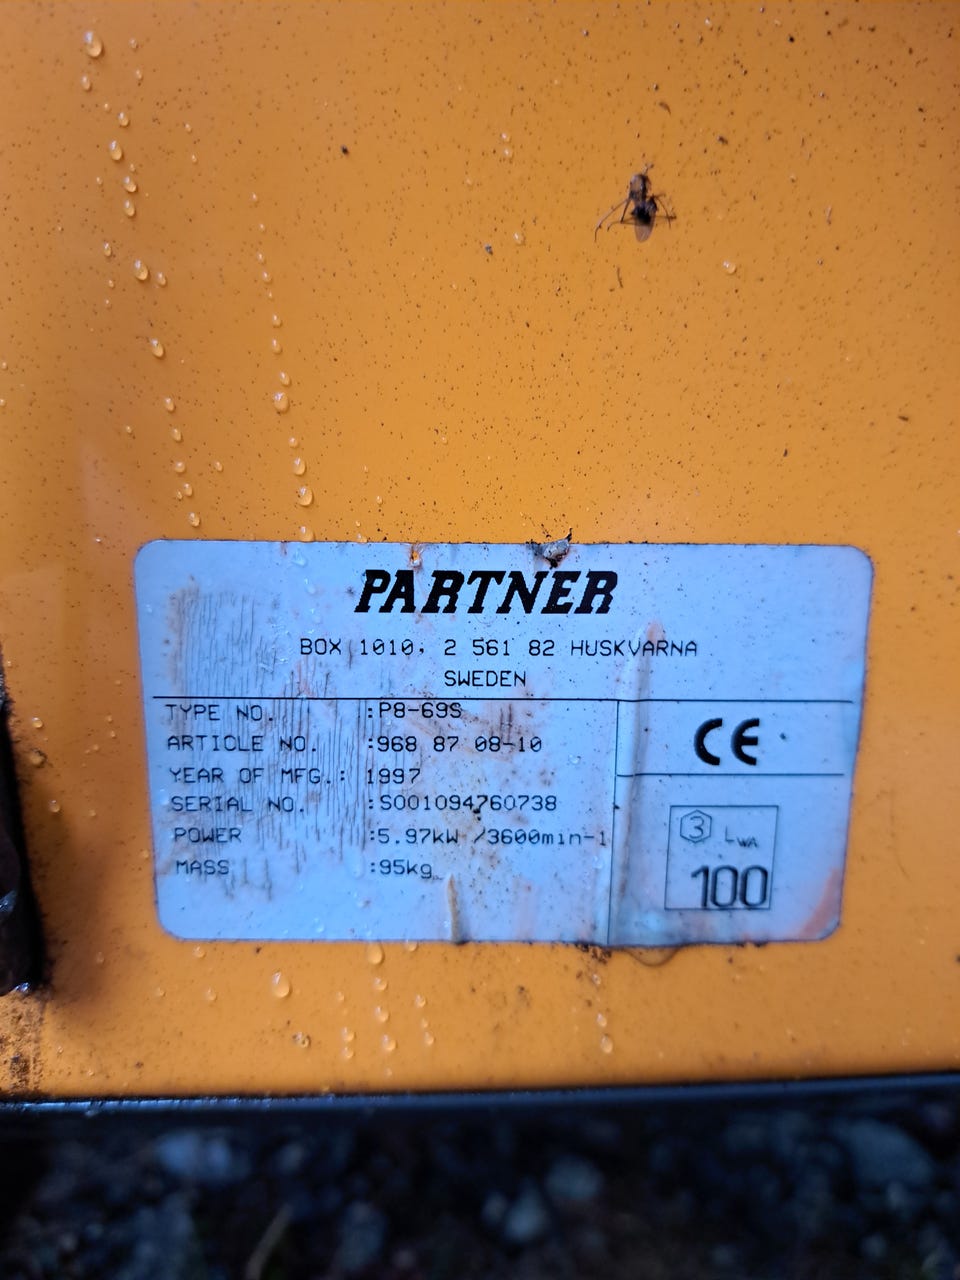 PARTNER
BOX 1010, 2 561 82 HUSKVARNA
SWEDEN
TYPE NO. :P8-69S
ARTICLE NO. :968 87 08-10
YEAR OF MFG.: 1997
SERIAL NO. :S001094760738
POWER :5.97kW /3600min-1
MASS :95kg
CE
3 LWA
100